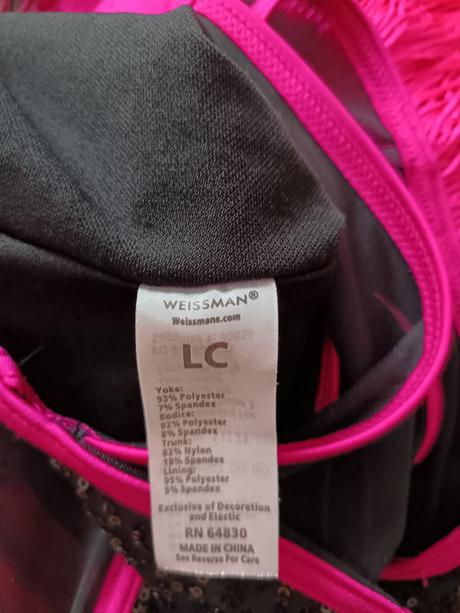 WEISSMAN®
Weissmans.com
LC
Yoke:
93% Polyester
7% Spandex
Bodice:
92% Polyester
8% Spandex
Trunk:
82% Nylon
18% Spandex
Lining:
95% Polyester
5% Spandex
Exclusive of Decoration
and Elastic
RN 64830
MADE IN CHINA
See Reverse For Care